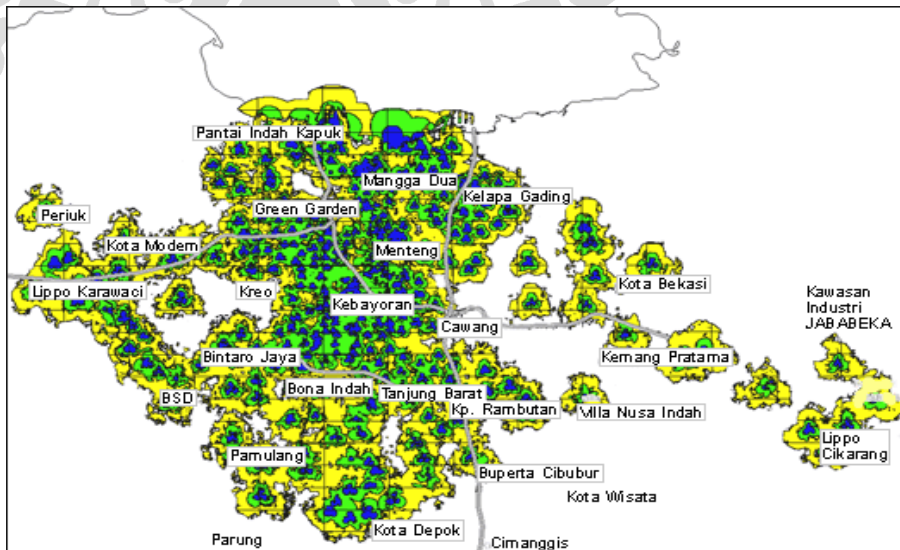 Pantai Indah Kapuk
Mangga Dua
Kelapa Gading
Periuk
Green Garden
Kota Modern
Menteng
Lippo Karawaci
Kreo
Kota Bekasi
Kebayoran
Kawasan
Industri
JABABEKA
Cawang
Bintaro Jaya
Kemang Pratama
Bona Indah
Tanjung Barat
BSD
Kp. Rambutan
Villa Nusa Indah
Lippo
Cikarang
Pamulang
Buperta Cibubur
Kota Wisata
Kota Depok
Parung
Cimanggis